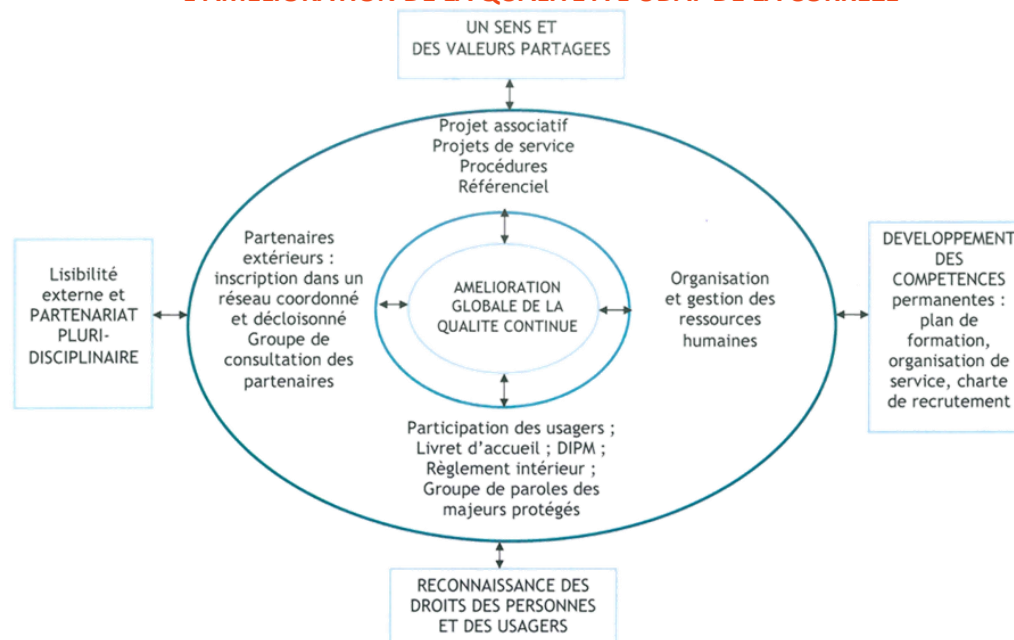 UN SENS ET
DES VALEURS PARTAGEES
Projet associatif
Projets de service
Procédures
Référenciel
Lisibilité
externe et
PARTENARIAT
PLURI-
DISCIPLINAIRE
Partenaires
extérieurs :
inscription dans un
réseau coordonné
et décloisonné
Groupe de
consultation des
partenaires
AMELIORATION
GLOBALE DE LA
QUALITE CONTINUE
Organisation
et gestion des
ressources
humaines
DEVELOPPEMENT
DES
COMPETENCES
permanentes :
plan de
formation,
organisation de
service, charte
de recrutement
Participation des usagers ;
Livret d'accueil ; DIPM ;
Règlement intérieur ;
Groupe de paroles des
majeurs protégés
RECONNAISSANCE DES
DROITS DES PERSONNES
ET DES USAGERS